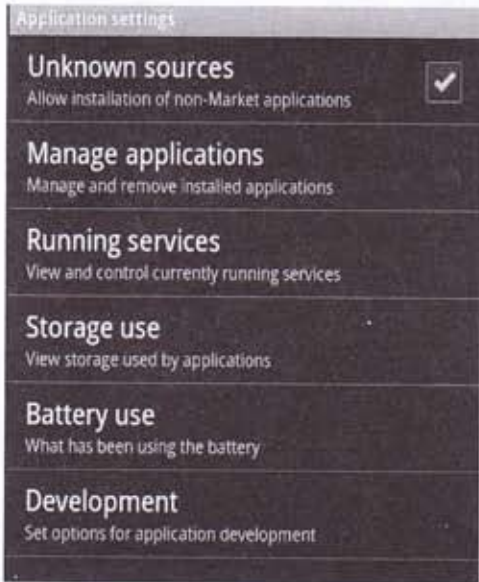 Application settings
Unknown sources
Allow installation of non-Market applications
Manage applications
Manage and remove installed applications
Running services
View and control currently running services
Storage use
View storage used by applications
Battery use
What has been using the battery
Development
Set options for application development